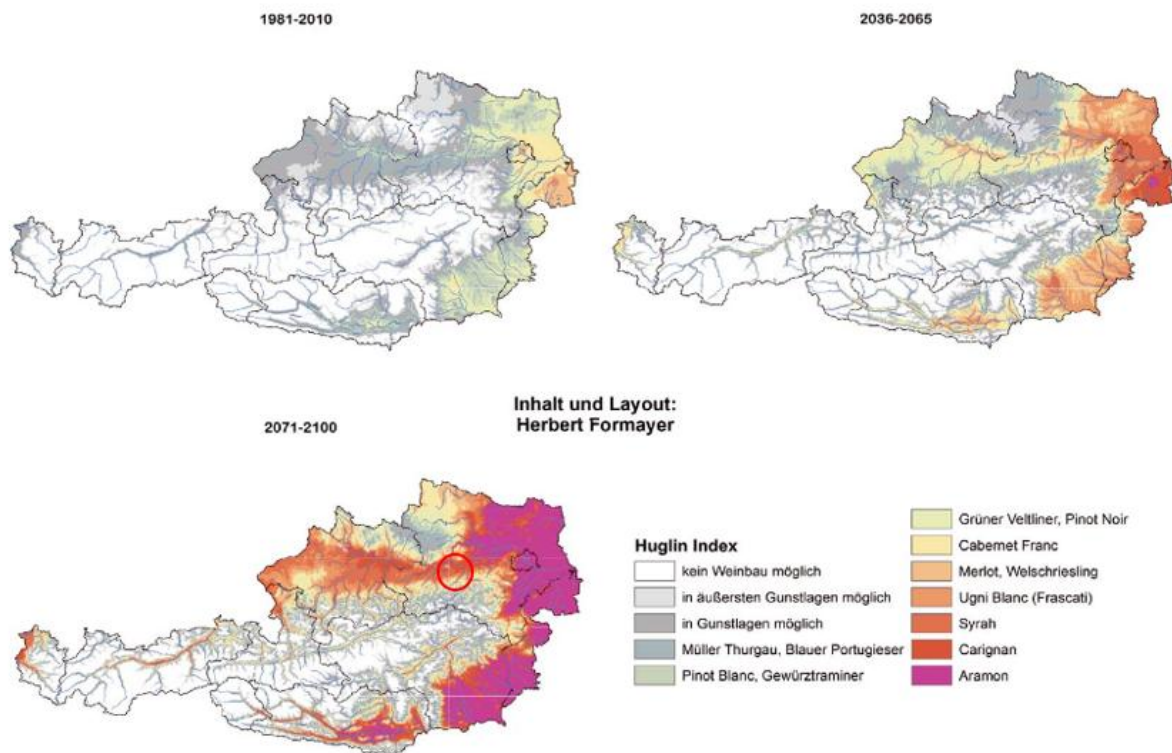 1981-2010
2036-2065
Inhalt und Layout:
Herbert Formayer
2071-2100
Huglin Index
kein Weinbau möglich
in äußersten Gunstlagen möglich
in Gunstlagen möglich
Müller Thurgau, Blauer Portugieser
Pinot Blanc, Gewürztraminer
Grüner Veltliner, Pinot Noir
Cabernet Franc
Merlot, Welschriesling
Ugni Blanc (Frascati)
Syrah
Carignan
Aramon